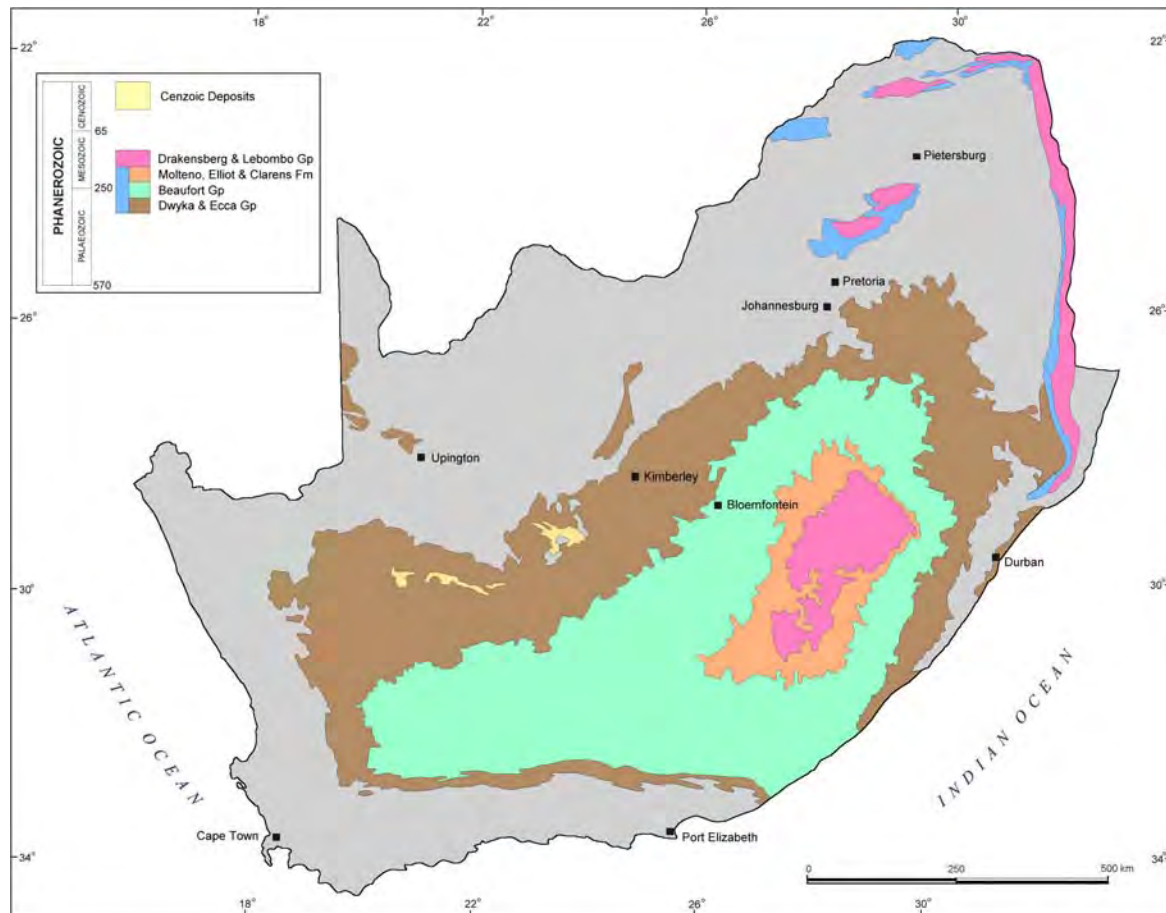 18°
22°
26°
30°
22°
22°
PHANEROZOIC
CENOZOIC
MESOZOIC
PALAEOZOIC
65
250
570
Cenzoic Deposits
Drakensberg & Lebombo Gp
Molteno, Elliot & Clarens Fm
Beaufort Gp
Dwyka & Ecca Gp
Pietersburg
Pretoria
Johannesburg
26°
26°
Upington
Kimberley
Bloemfontein
Durban
30°
30°
ATLANTIC OCEAN
INDIAN OCEAN
Cape Town
Port Elizabeth
34°
34°
0 250 500 km
18°
22°
26°
30°